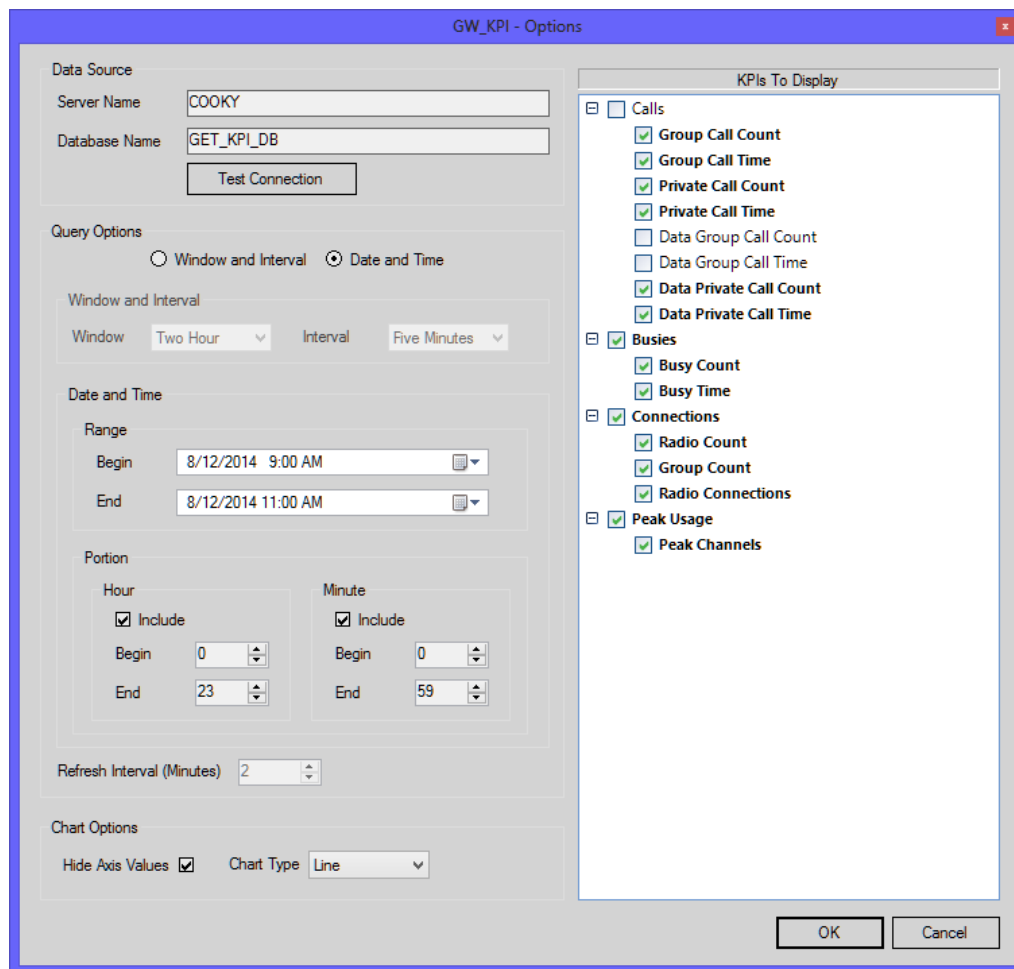 GW_KPI - Options
x
Data Source
Server Name COOKY
Database Name GET_KPI_DB
Test Connection
Query Options
Window and Interval Date and Time
Window and Interval
Window Two Hour Interval Five Minutes
Date and Time
Range
Begin 8/12/2014 9:00 AM
End 8/12/2014 11:00 AM
Portion
Hour Minute
Include Include
Begin 0 Begin 0
End 23 End 59
Refresh Interval (Minutes) 2
Chart Options
Hide Axis Values Chart Type Line
KPIs To Display
Calls
Group Call Count
Group Call Time
Private Call Count
Private Call Time
Data Group Call Count
Data Group Call Time
Data Private Call Count
Data Private Call Time
Busies
Busy Count
Busy Time
Connections
Radio Count
Group Count
Radio Connections
Peak Usage
Peak Channels
OK Cancel